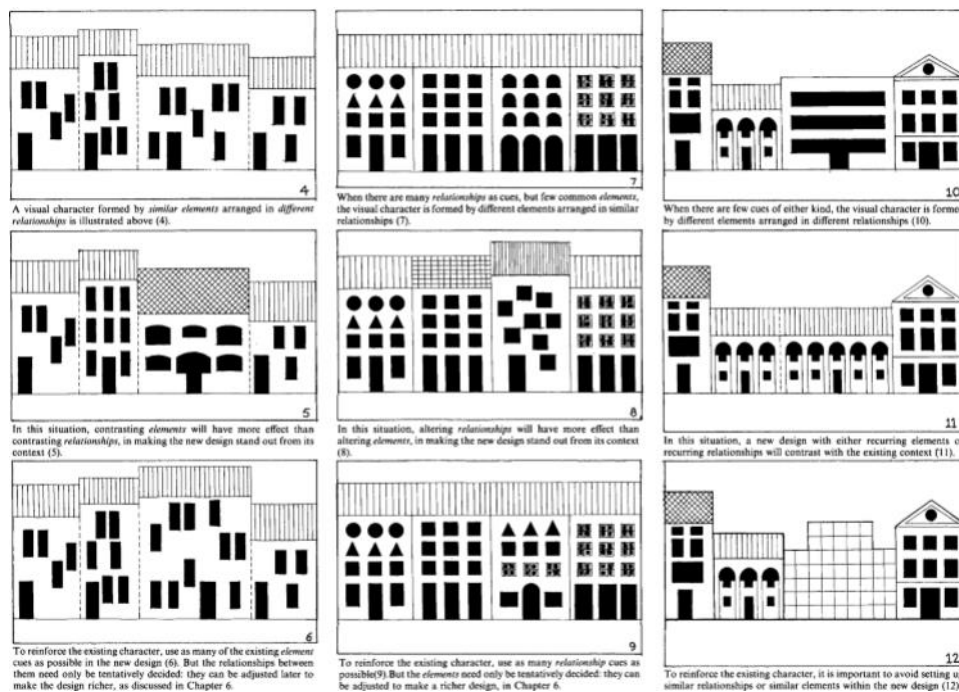 4
A visual character formed by similar elements arranged in different
relationships is illustrated above (4).
5
In this situation, contrasting elements will have more effect than
contrasting relationships, in making the new design stand out from its
context (5).
6
To reinforce the existing character, use as many of the existing element
cues as possible in the new design (6). But the relationships between
them need only be tentatively decided: they can be adjusted later to
make the design richer, as discussed in Chapter 6.
7
When there are many relationships as cues, but few common elements,
the visual character is formed by different elements arranged in similar
relationships (7).
8
In this situation, altering relationships will have more effect than
altering elements, in making the new design stand out from its context
(8).
9
To reinforce the existing character, use as many relationship cues as
possible(9). But the elements need only be tentatively decided: they can
be adjusted to make a richer design, in Chapter 6.
10
When there are few cues of either kind, the visual character is forme
by different elements arranged in different relationships (10).
11
In this situation, a new design with either recurring elements o
recurring relationships will contrast with the existing context (11).
12
To reinforce the existing character, it is important to avoid setting u
similar relationships or similar elements within the new design (12)